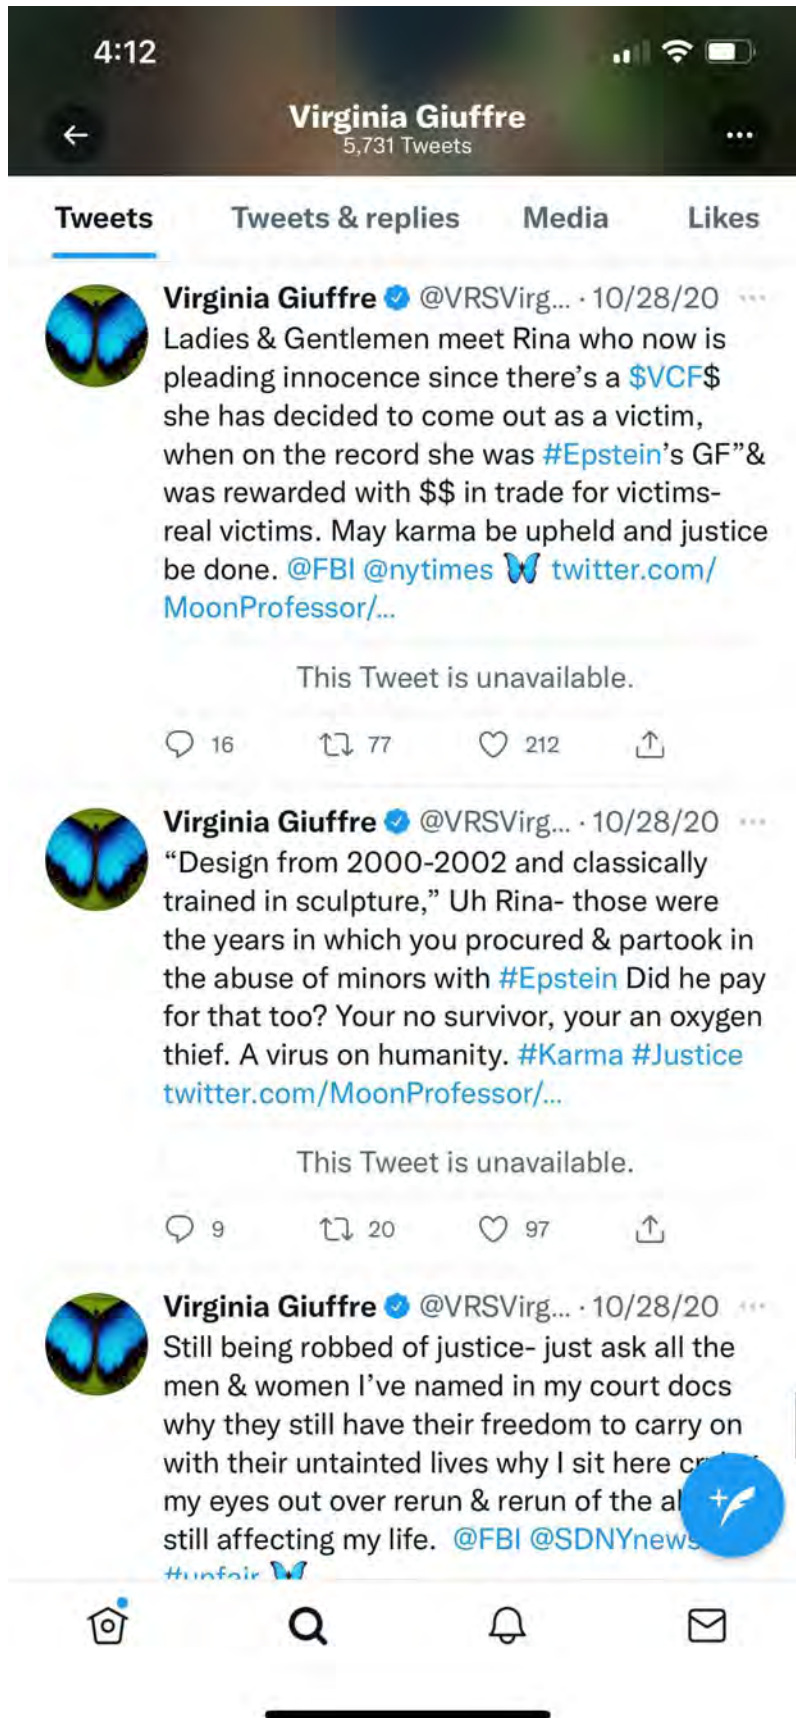 4:12
Virginia Giuffre
5,731 Tweets
Tweets Tweets & replies Media Likes
Virginia Giuffre @VRSVirg... · 10/28/20
Ladies & Gentlemen meet Rina who now is
pleading innocence since there's a $VCF$
she has decided to come out as a victim,
when on the record she was #Epstein's GF"&
was rewarded with $$ in trade for victims-
real victims. May karma be upheld and justice
be done. @FBI @nytimes 🦋 twitter.com/
MoonProfessor/...
This Tweet is unavailable.
16 77 212
Virginia Giuffre @VRSVirg... · 10/28/20
“Design from 2000-2002 and classically
trained in sculpture,” Uh Rina- those were
the years in which you procured & partook in
the abuse of minors with #Epstein Did he pay
for that too? Your no survivor, your an oxygen
thief. A virus on humanity. #Karma #Justice
twitter.com/MoonProfessor/...
This Tweet is unavailable.
9 20 97
Virginia Giuffre @VRSVirg... · 10/28/20
Still being robbed of justice- just ask all the
men & women I've named in my court docs
why they still have their freedom to carry on
with their untainted lives why I sit here
my eyes out over rerun & rerun of the
still affecting my life. @FBI @SDNYnews
#unfair 🦋